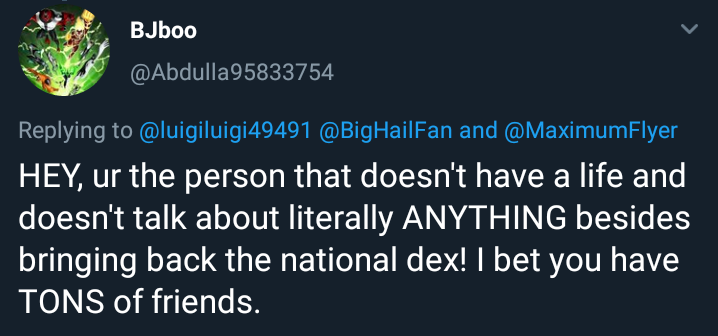 BJboo
@Abdulla95833754
Replying to @luigiluigi49491 @BigHailFan and @MaximumFlyer
HEY, ur the person that doesn't have a life and
doesn't talk about literally ANYTHING besides
bringing back the national dex! I bet you have
TONS of friends.